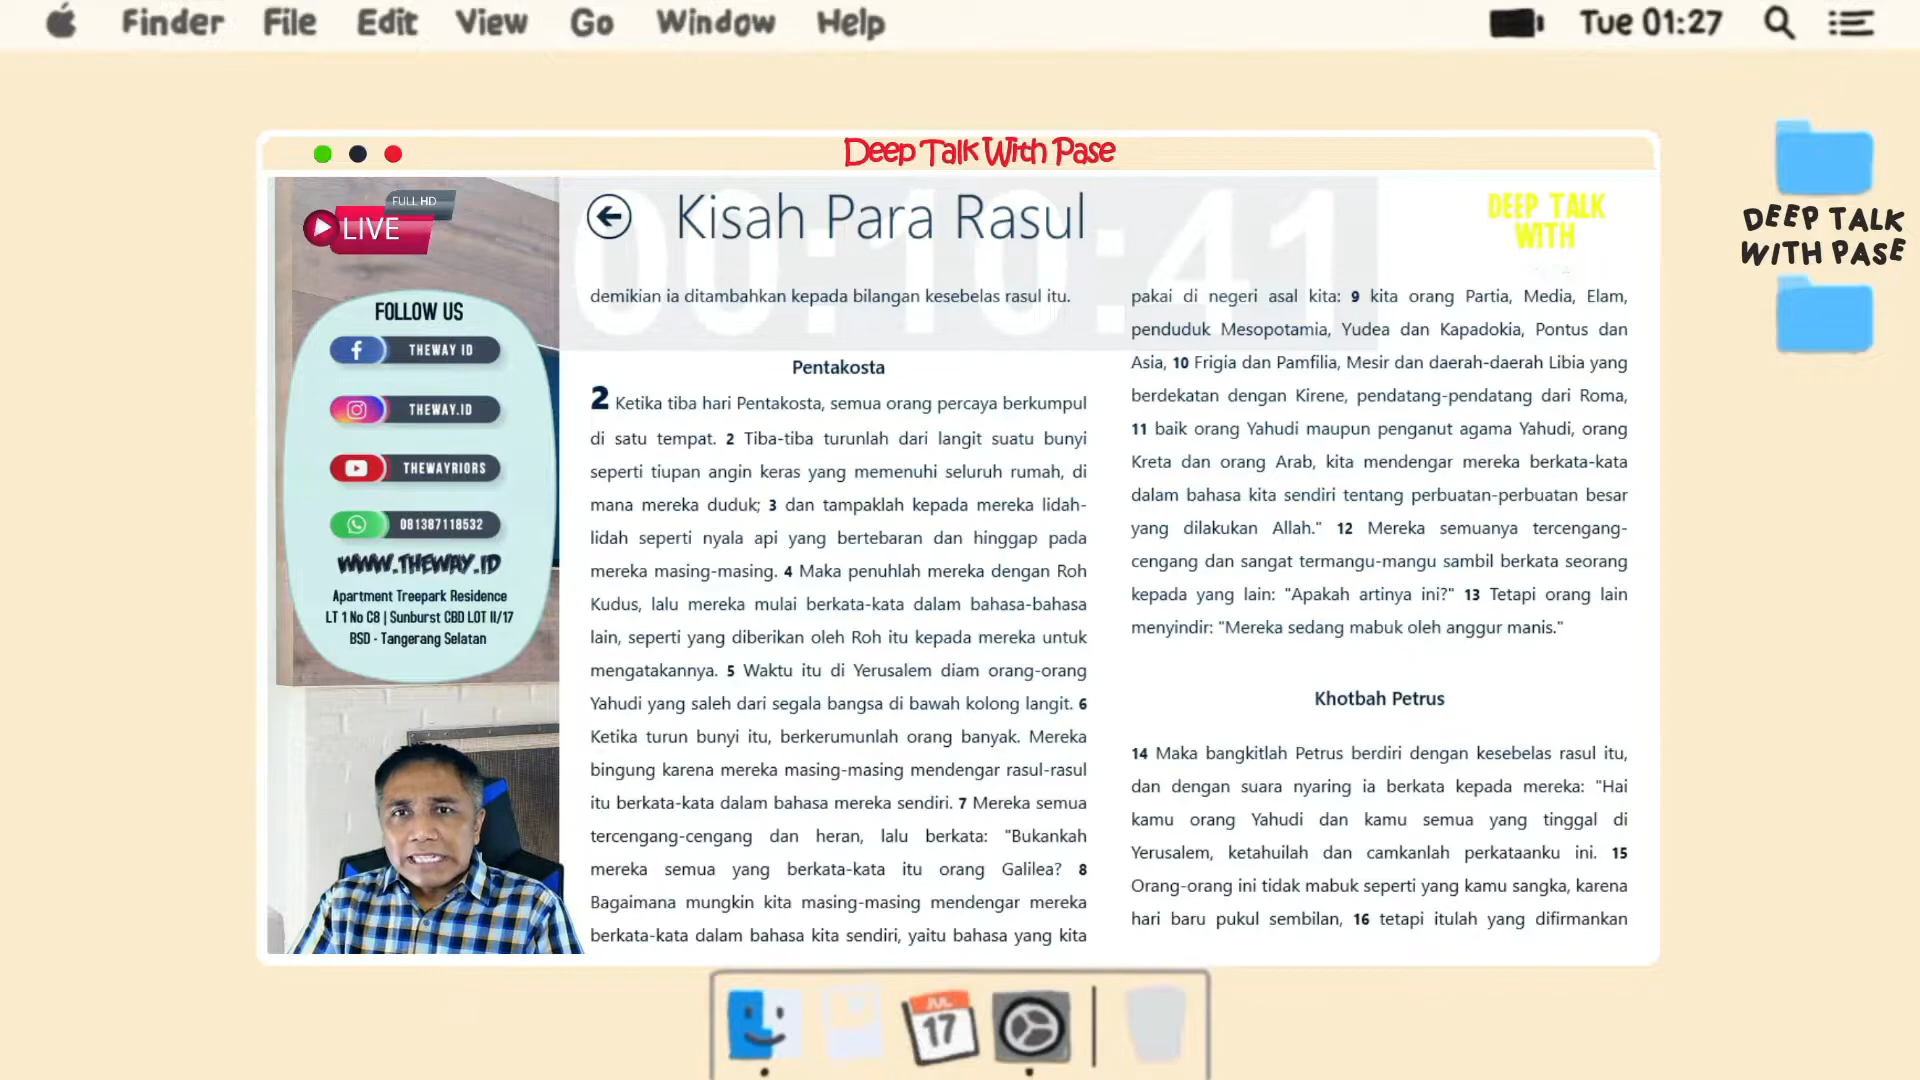 Finder File Edit View Go Window Help
Tue 01:27
Deep Talk With Pase
FULL HD
LIVE
FOLLOW US
THEWAY ID
THEWAY.ID
THEWAYRIORS
081387118532
WWW.THEWAY.ID
Apartment Treepark Residence
LT 1 No C8 | Sunburst CBD LOT II/17
BSD - Tangerang Selatan
00:10:41
Kisah Para Rasul
demikian ia ditambahkan kepada bilangan kesebelas rasul itu.
Pentakosta
2 Ketika tiba hari Pentakosta, semua orang percaya berkumpul
di satu tempat. 2 Tiba-tiba turunlah dari langit suatu bunyi
seperti tiupan angin keras yang memenuhi seluruh rumah, di
mana mereka duduk; 3 dan tampaklah kepada mereka lidah-
lidah seperti nyala api yang bertebaran dan hinggap pada
mereka masing-masing. 4 Maka penuhlah mereka dengan Roh
Kudus, lalu mereka mulai berkata-kata dalam bahasa-bahasa
lain, seperti yang diberikan oleh Roh itu kepada mereka untuk
mengatakannya. 5 Waktu itu di Yerusalem diam orang-orang
Yahudi yang saleh dari segala bangsa di bawah kolong langit. 6
Ketika turun bunyi itu, berkerumunlah orang banyak. Mereka
bingung karena mereka masing-masing mendengar rasul-rasul
itu berkata-kata dalam bahasa mereka sendiri. 7 Mereka semua
tercengang-cengang dan heran, lalu berkata: "Bukankah
mereka semua yang berkata-kata itu orang Galilea? 8
Bagaimana mungkin kita masing-masing mendengar mereka
berkata-kata dalam bahasa kita sendiri, yaitu bahasa yang kita
pakai di negeri asal kita: 9 kita orang Partia, Media, Elam,
penduduk Mesopotamia, Yudea dan Kapadokia, Pontus dan
Asia, 10 Frigia dan Pamfilia, Mesir dan daerah-daerah Libia yang
berdekatan dengan Kirene, pendatang-pendatang dari Roma,
11 baik orang Yahudi maupun penganut agama Yahudi, orang
Kreta dan orang Arab, kita mendengar mereka berkata-kata
dalam bahasa kita sendiri tentang perbuatan-perbuatan besar
yang dilakukan Allah." 12 Mereka semuanya tercengang-
cengang dan sangat termangu-mangu sambil berkata seorang
kepada yang lain: "Apakah artinya ini?" 13 Tetapi orang lain
menyindir: "Mereka sedang mabuk oleh anggur manis."
Khotbah Petrus
14 Maka bangkitlah Petrus berdiri dengan kesebelas rasul itu,
dan dengan suara nyaring ia berkata kepada mereka: "Hai
kamu orang Yahudi dan kamu semua yang tinggal di
Yerusalem, ketahuilah dan camkanlah perkataanku ini. 15
Orang-orang ini tidak mabuk seperti yang kamu sangka, karena
hari baru pukul sembilan, 16 tetapi itulah yang difirmankan
DEEP TALK
WITH
DEEP TALK
WITH PASE
JUL
17